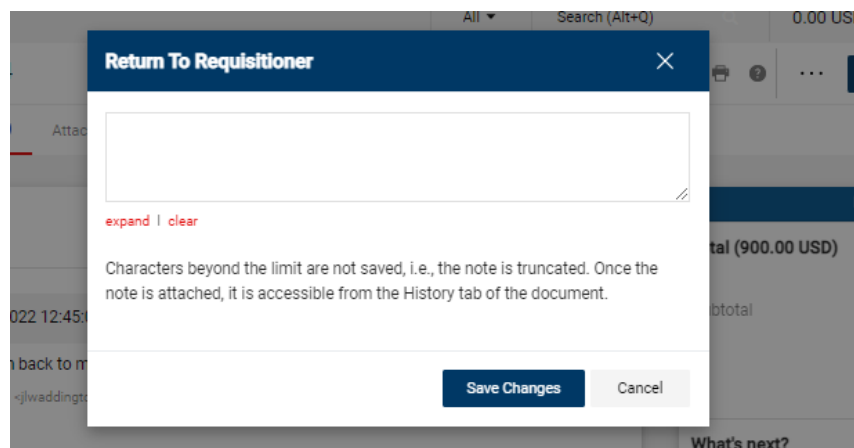 All
Search (Alt+Q)
0.00 USD
Return To Requisitioner
Attac
expand | clear
tal (900.00 USD)
Characters beyond the limit are not saved, i.e., the note is truncated. Once the
note is attached, it is accessible from the History tab of the document.
btotal
022 12:45:
back to m
<jlwaddingto
Save Changes
Cancel
What's next?